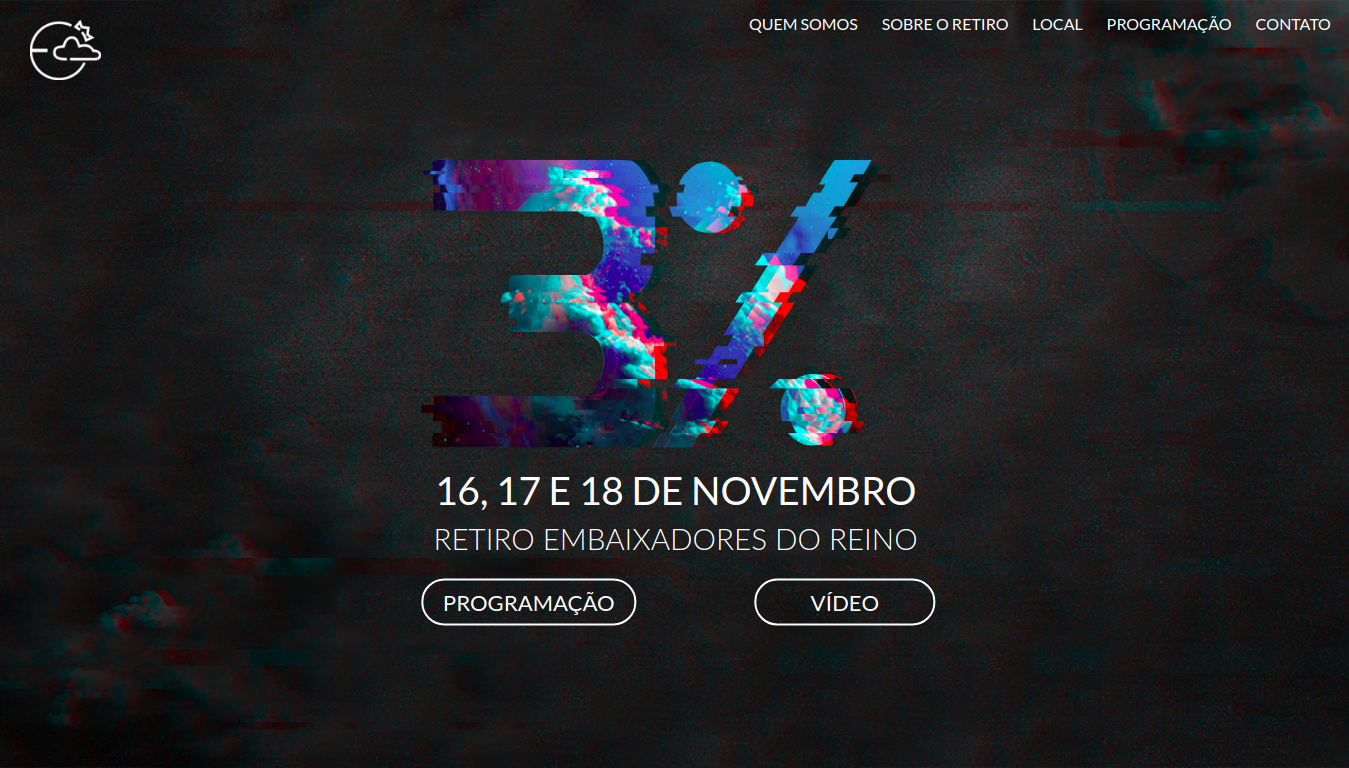 QUEM SOMOS SOBRE O RETIRO LOCAL PROGRAMAÇÃO CONTATO
3%
16, 17 E 18 DE NOVEMBRO
RETIRO EMBAIXADORES DO REINO
PROGRAMAÇÃO VÍDEO